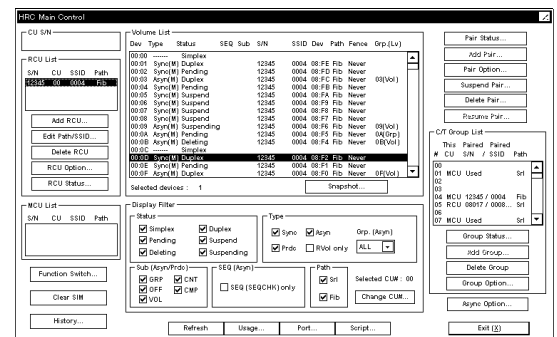 HRC Main Control
CU S/N
RCU List
S/N CU SSID Path
12345 00 0004 Fib
Add RCU...
Edit Path/SSID...
Delete RCU
RCU Option...
RCU Status...
MCU List
S/N CU SSID Path
Function Switch...
Clear SIM
History...
Volume List
Dev Type Status SEQ Sub S/N SSID Dev Path Fence Grp.(Lv)
00:00 ------- Simplex
00:01 Sync(M) Duplex 12345 0004 08:FE Fib Never
00:02 Sync(M) Pending 12345 0004 08:FD Fib Never
00:03 Asyn(M) Duplex 12345 0004 08:FC Fib Never 03(Vol)
00:04 Sync(M) Pending 12345 0004 08:FB Fib Never
00:05 Sync(M) Suspend 12345 0004 08:FA Fib Never
00:06 Sync(M) Suspend 12345 0004 08:F9 Fib Never
00:07 Sync(M) Suspend 12345 0004 08:F8 Fib Never
00:08 Sync(M) Suspend 12345 0004 08:F7 Fib Never
00:09 Asyn(M) Suspending 12345 0004 08:F6 Fib Never 09(Vol)
00:0A Asyn(M) Pending 12345 0004 08:F5 Fib Never 0A(Grp)
00:0B Asyn(M) Deleting 12345 0004 08:F4 Fib Never 0B(Vol)
00:0C ------- Simplex
00:0D Sync(M) Duplex 12345 0004 08:F2 Fib Never
00:0E Sync(M) Pending 12345 0004 08:F1 Fib Never
00:0F Asyn(M) Duplex 12345 0004 08:F0 Fib Never 0F(Vol)
Selected devices : 1
Snapshot...
Display Filter
Status
Simplex Duplex
Pending Suspend
Deleting Suspending
Type
Sync Asyn Grp. (Asyn)
Prdc RVol only ALL
Sub (Asyn/Prdc)
GRP CNT
OFF CMP
VOL
SEQ (Asyn)
SEQ (SEQCHK)only
Path
Srl
Fib
Selected CU# : 00
Change CU#...
Refresh
Usage...
Port...
Script...
Pair Status...
Add Pair...
Pair Option...
Suspend Pair...
Delete Pair...
Resume Pair...
C/T Group List
This Paired Paired
# CU S/N / SSID Path
00
01 MCU Used Srl
02
03
04 MCU 12345 / 0004 Fib
05 RCU 08017 / 0008... Srl
06
07 MCU Used Srl
Group Status...
Add Group...
Delete Group
Group Option...
Async Option...
Exit (X)